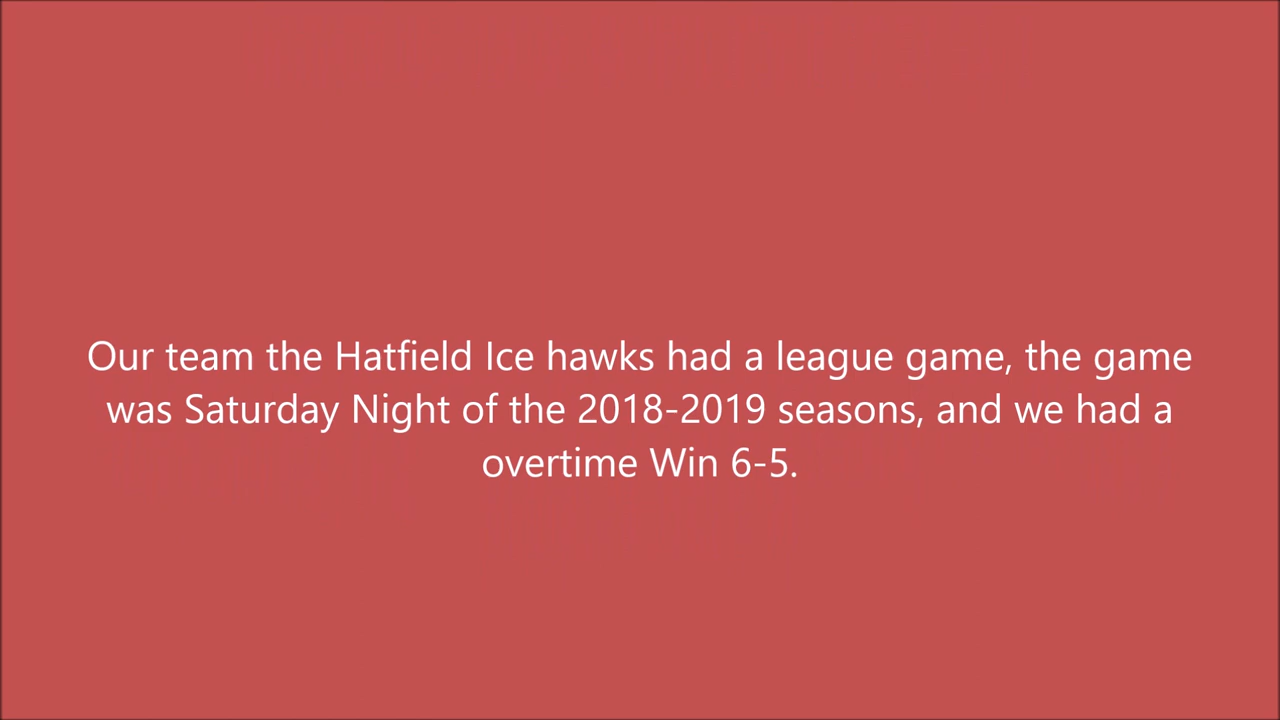 Our team the Hatfield Ice hawks had a league game, the game
was Saturday Night of the 2018-2019 seasons, and we had a
overtime Win 6-5.